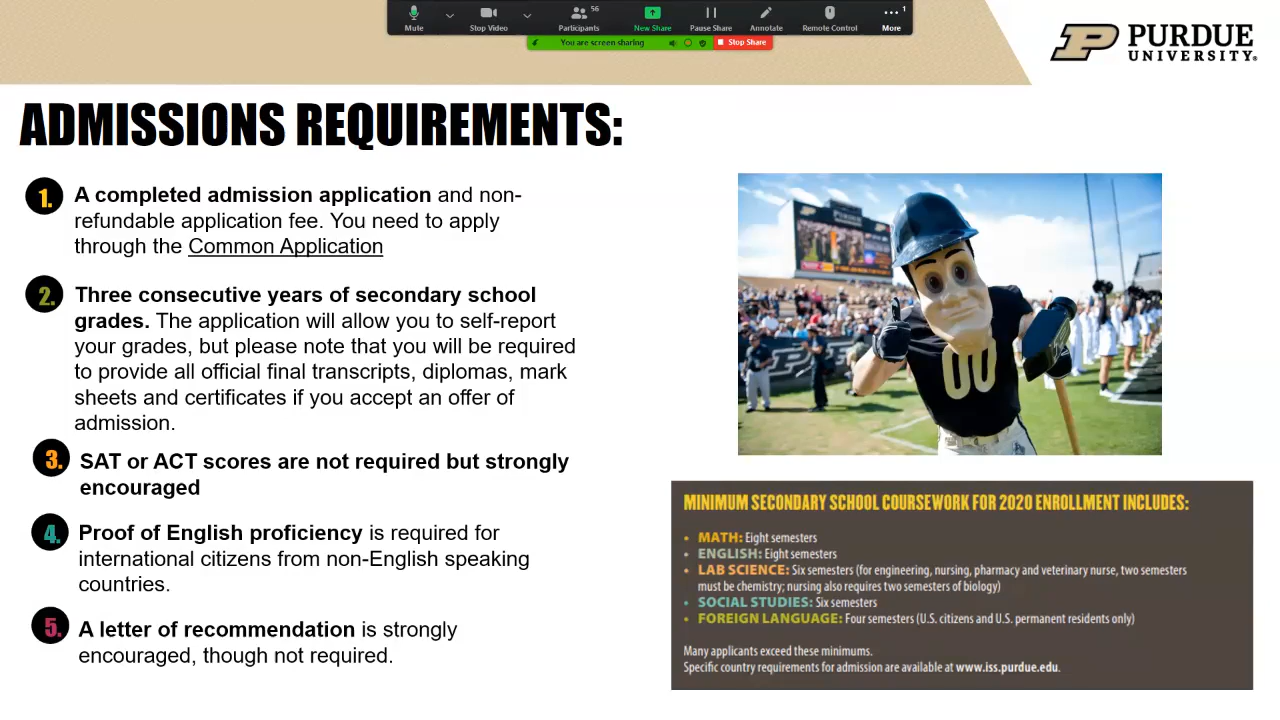 56
1
Mute
Stop Video
Participants
New Share
Pause Share
Annotate
Remote Control
More
You are screen sharing
Stop Share
PURDUE
UNIVERSITY®
ADMISSIONS REQUIREMENTS:
1. A completed admission application and non-
refundable application fee. You need to apply
through the Common Application
2. Three consecutive years of secondary school
grades. The application will allow you to self-report
your grades, but please note that you will be required
to provide all official final transcripts, diplomas, mark
sheets and certificates if you accept an offer of
admission.
3. SAT or ACT scores are not required but strongly
encouraged
4. Proof of English proficiency is required for
international citizens from non-English speaking
countries.
5. A letter of recommendation is strongly
encouraged, though not required.
00
MINIMUM SECONDARY SCHOOL COURSEWORK FOR 2020 ENROLLMENT INCLUDES:
• MATH: Eight semesters
• ENGLISH: Eight semesters
• LAB SCIENCE: Six semesters (for engineering, nursing, pharmacy and veterinary nurse, two semesters
must be chemistry; nursing also requires two semesters of biology)
• SOCIAL STUDIES: Six semesters
• FOREIGN LANGUAGE: Four semesters (U.S. citizens and U.S. permanent residents only)
Many applicants exceed these minimums.
Specific country requirements for admission are available at www.iss.purdue.edu.